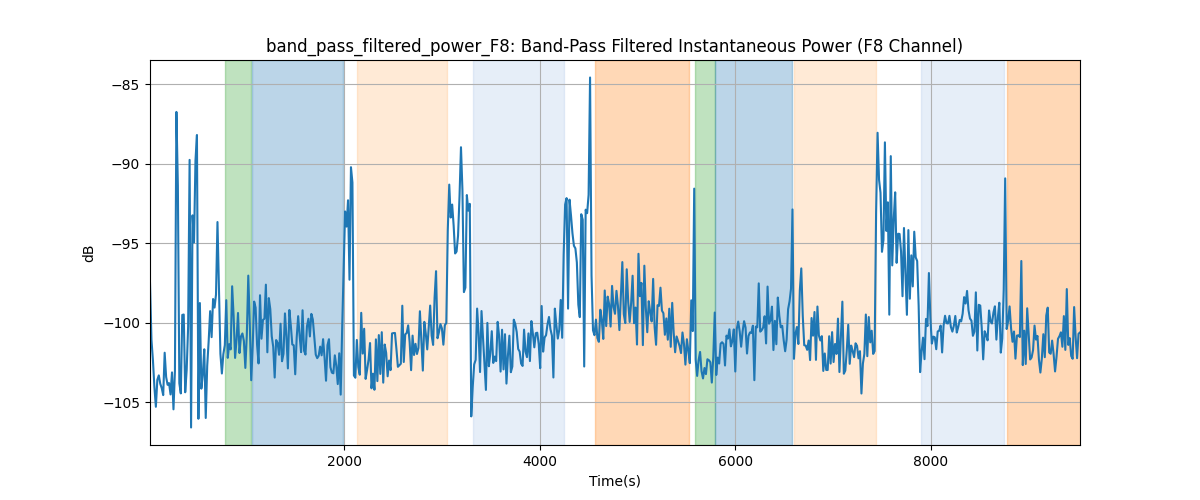 band_pass_filtered_power_F8: Band-Pass Filtered Instantaneous Power (F8 Channel)
−85
−90
−95
−100
−105
dB
2000 4000 6000 8000
Time(s)